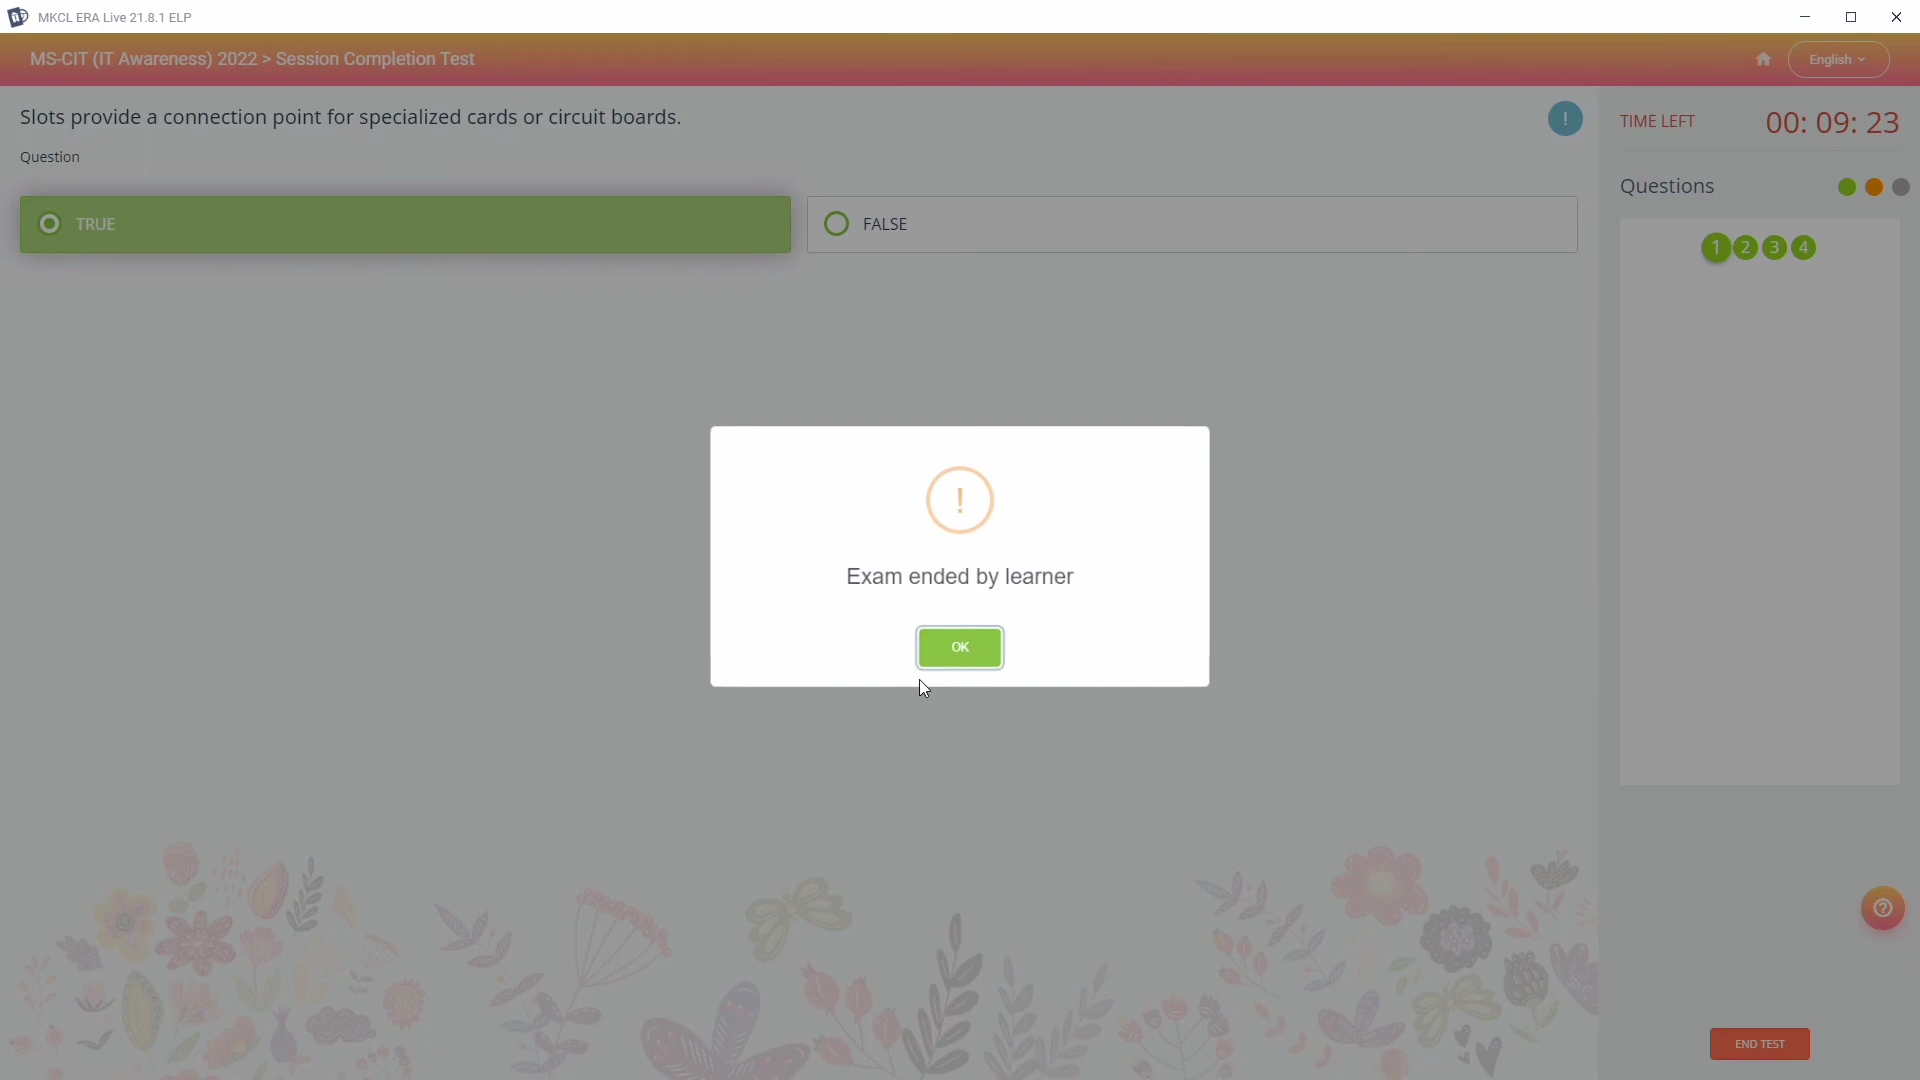 MKCL ERA Live 21.8.1 ELP
MS-CIT (IT Awareness) 2022 > Session Completion Test
English
Slots provide a connection point for specialized cards or circuit boards.
!
TIME LEFT 00: 09: 23
Question
Questions
TRUE
FALSE
1 2 3 4
!
Exam ended by learner
OK
?
END TEST